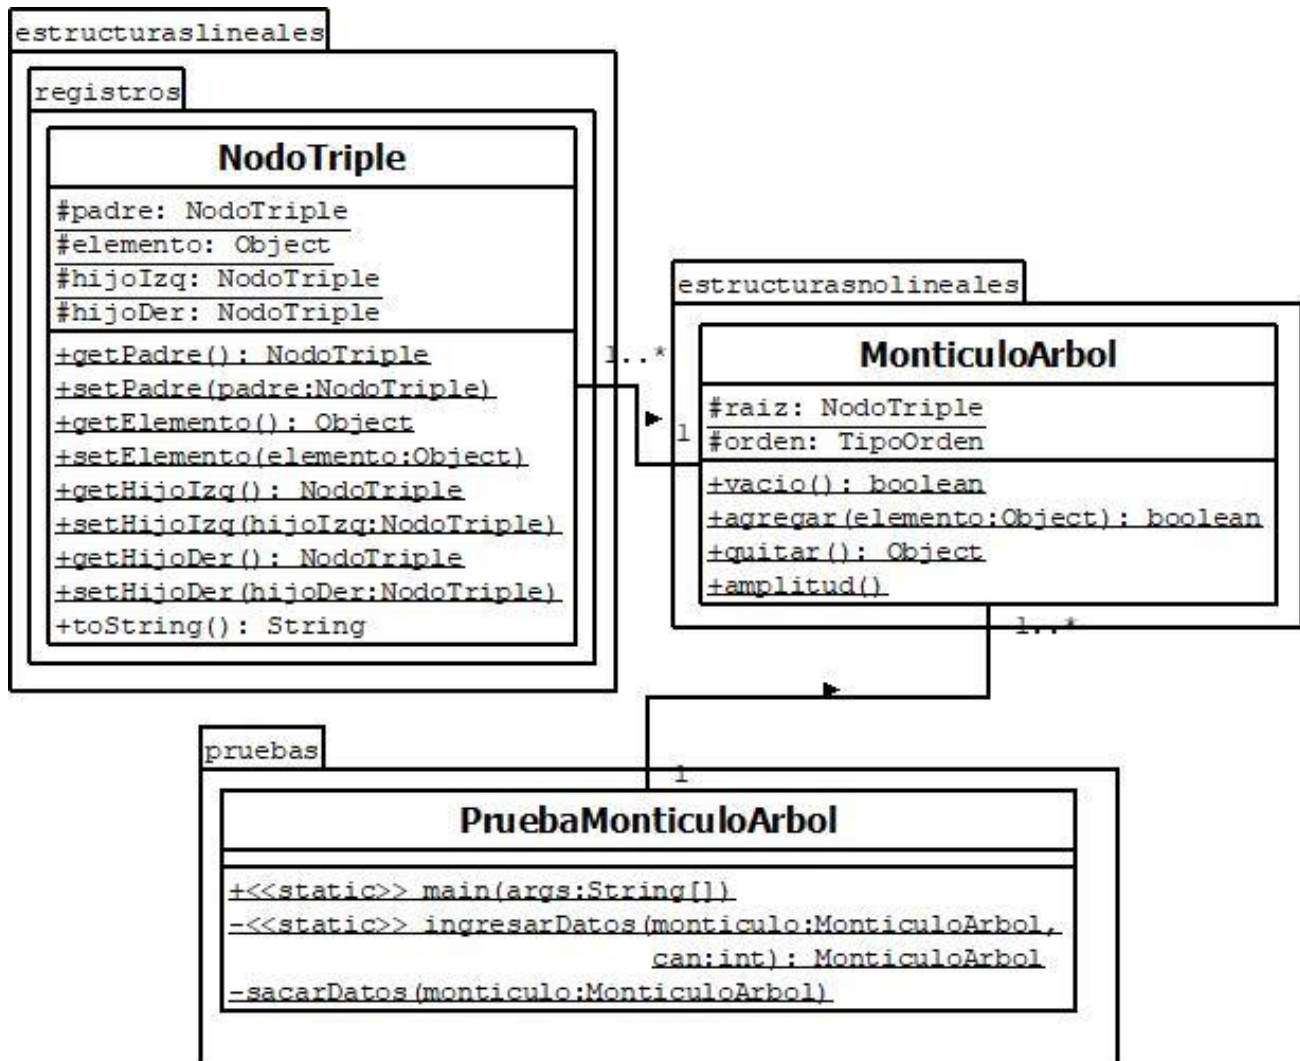 estructuraslineales
registros
NodoTriple
#padre: NodoTriple
#elemento: Object
#hijoIzq: NodoTriple
#hijoDer: NodoTriple
+getPadre(): NodoTriple
+setPadre(padre:NodoTriple)
+getElemento(): Object
+setElemento(elemento:Object)
+getHijoIzq(): NodoTriple
+setHijoIzq(hijoIzq:NodoTriple)
+getHijoDer(): NodoTriple
+setHijoDer(hijoDer:NodoTriple)
+toString(): String
1..*
1
estructurasnolineales
MonticuloArbol
#raiz: NodoTriple
#orden: TipoOrden
+vacio(): boolean
+agregar(elemento:Object): boolean
+quitar(): Object
+amplitud()
1..*
1
pruebas
PruebaMonticuloArbol
+<<static>> main(args:String[])
-<<static>> ingresarDatos(monticulo:MonticuloArbol,
can:int): MonticuloArbol
-sacarDatos(monticulo:MonticuloArbol)